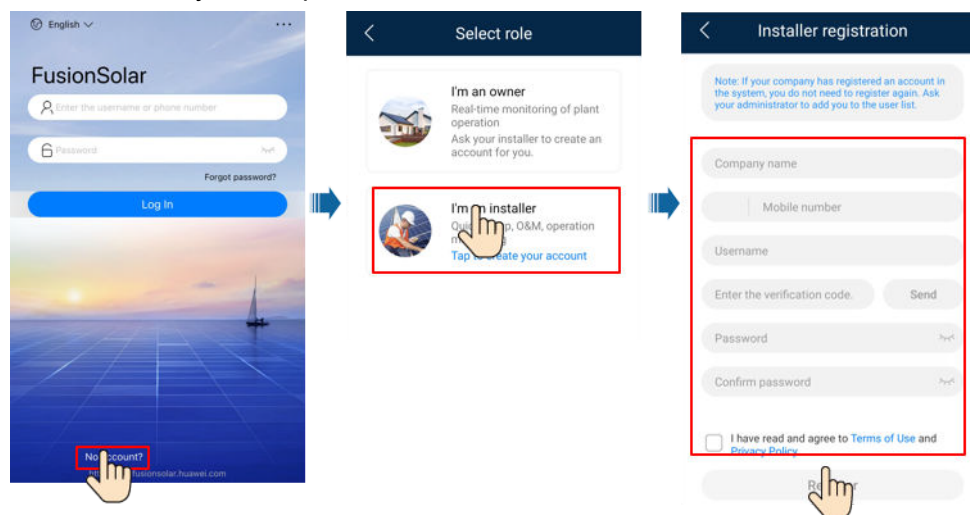 English
...
FusionSolar
Enter the username or phone number
Password
Forgot password?
Log In
No
fusionsolar.huawei.com
Select role
I'm an owner
Real-time monitoring of plant
operation
Ask your installer to create an
account for you.
installer
O&M, operation
Tap your account
Installer registration
Note: If your company has registered an account in
the system, you do not need to register again. Ask
your administrator to add you to the user list.
Company name
Mobile number
Username
Enter the verification code. Send
Password
Confirm password
I have read and agree to Terms of Use and
Privacy Policy